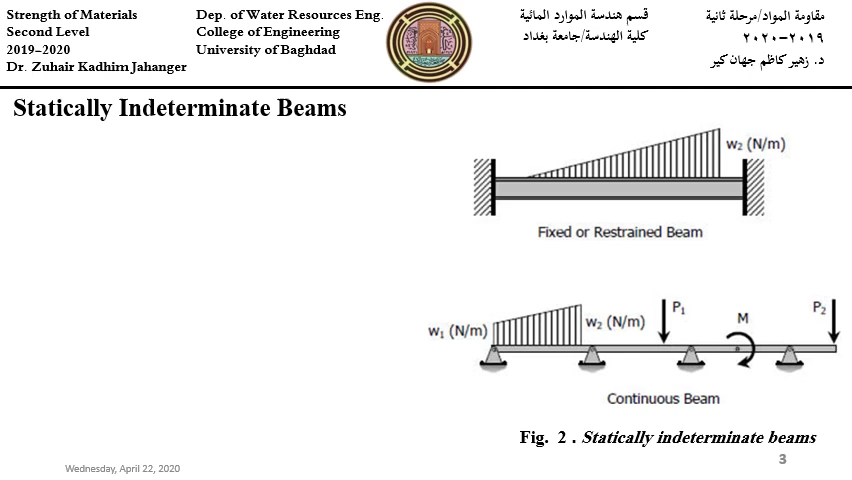 Strength of Materials
Second Level
2019-2020
Dr. Zuhair Kadhim Jahanger
Dep. of Water Resources Eng.
College of Engineering
University of Baghdad
قسم هندسة الموارد المائية
كلية الهندسة/جامعة بغداد
مقاومة المواد/مرحلة ثانية
٢٠١٩-٢٠٢٠
د. زهير كاظم جهان كير
Statically Indeterminate Beams
w₂ (N/m)
Fixed or Restrained Beam
w₁ (N/m)
w₂ (N/m)
P₁
M
P₂
Continuous Beam
Fig. 2 . Statically indeterminate beams
Wednesday, April 22, 2020
3